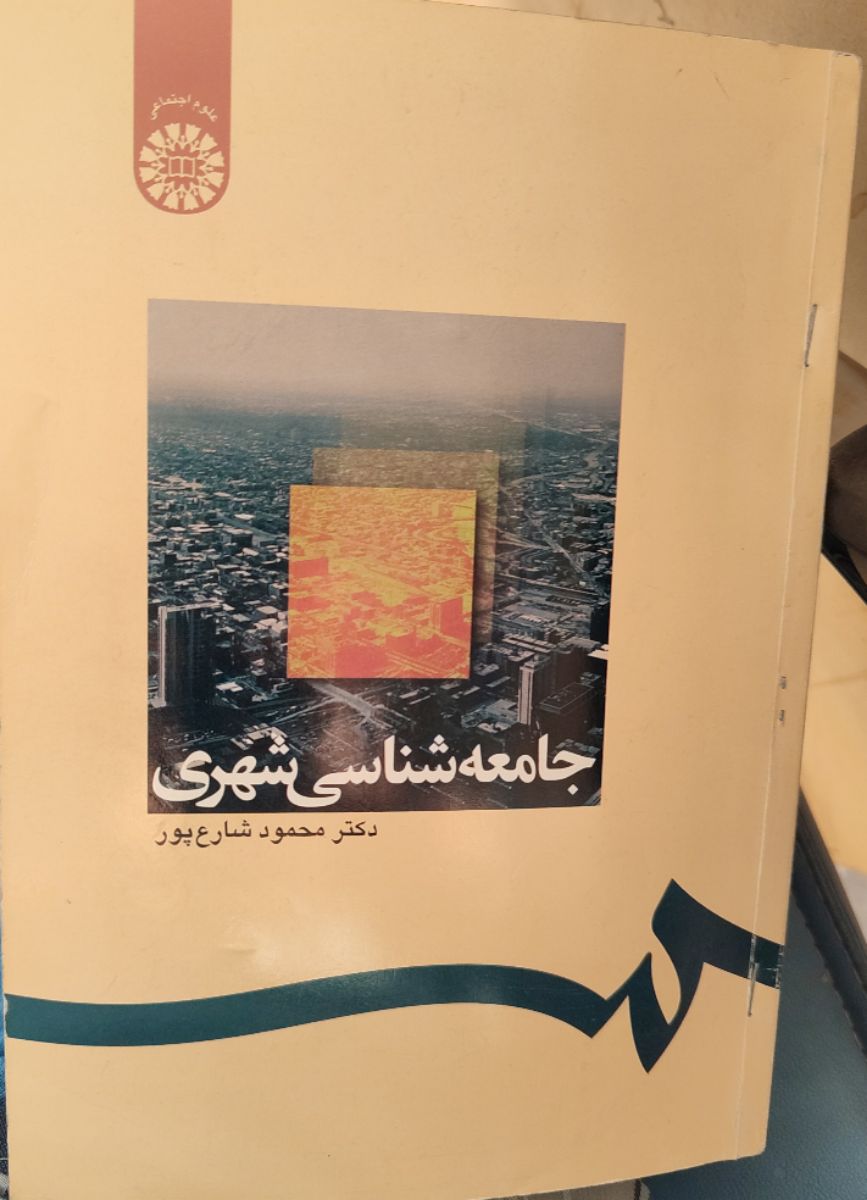 علوم اجتماعی
جامعه‌شناسی شهری
دکتر محمود شارع‌پور